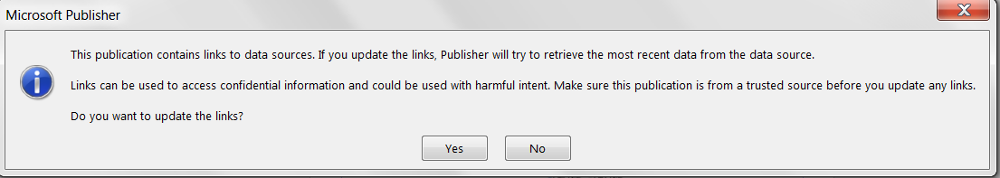 Microsoft Publisher
This publication contains links to data sources. If you update the links, Publisher will try to retrieve the most recent data from the data source.
Links can be used to access confidential information and could be used with harmful intent. Make sure this publication is from a trusted source before you update any links.
Do you want to update the links?
Yes No